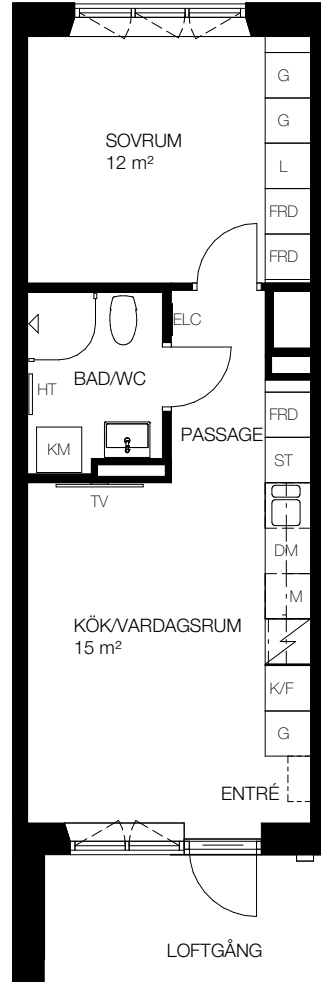 G
G
SOVRUM
12 m²
L
FRD
FRD
ELC
HT
BAD/WC
FRD
PASSAGE
KM
ST
TV
DM
M
KÖK/VARDAGSRUM
15 m²
K/F
G
ENTRÉ
LOFTGÅNG